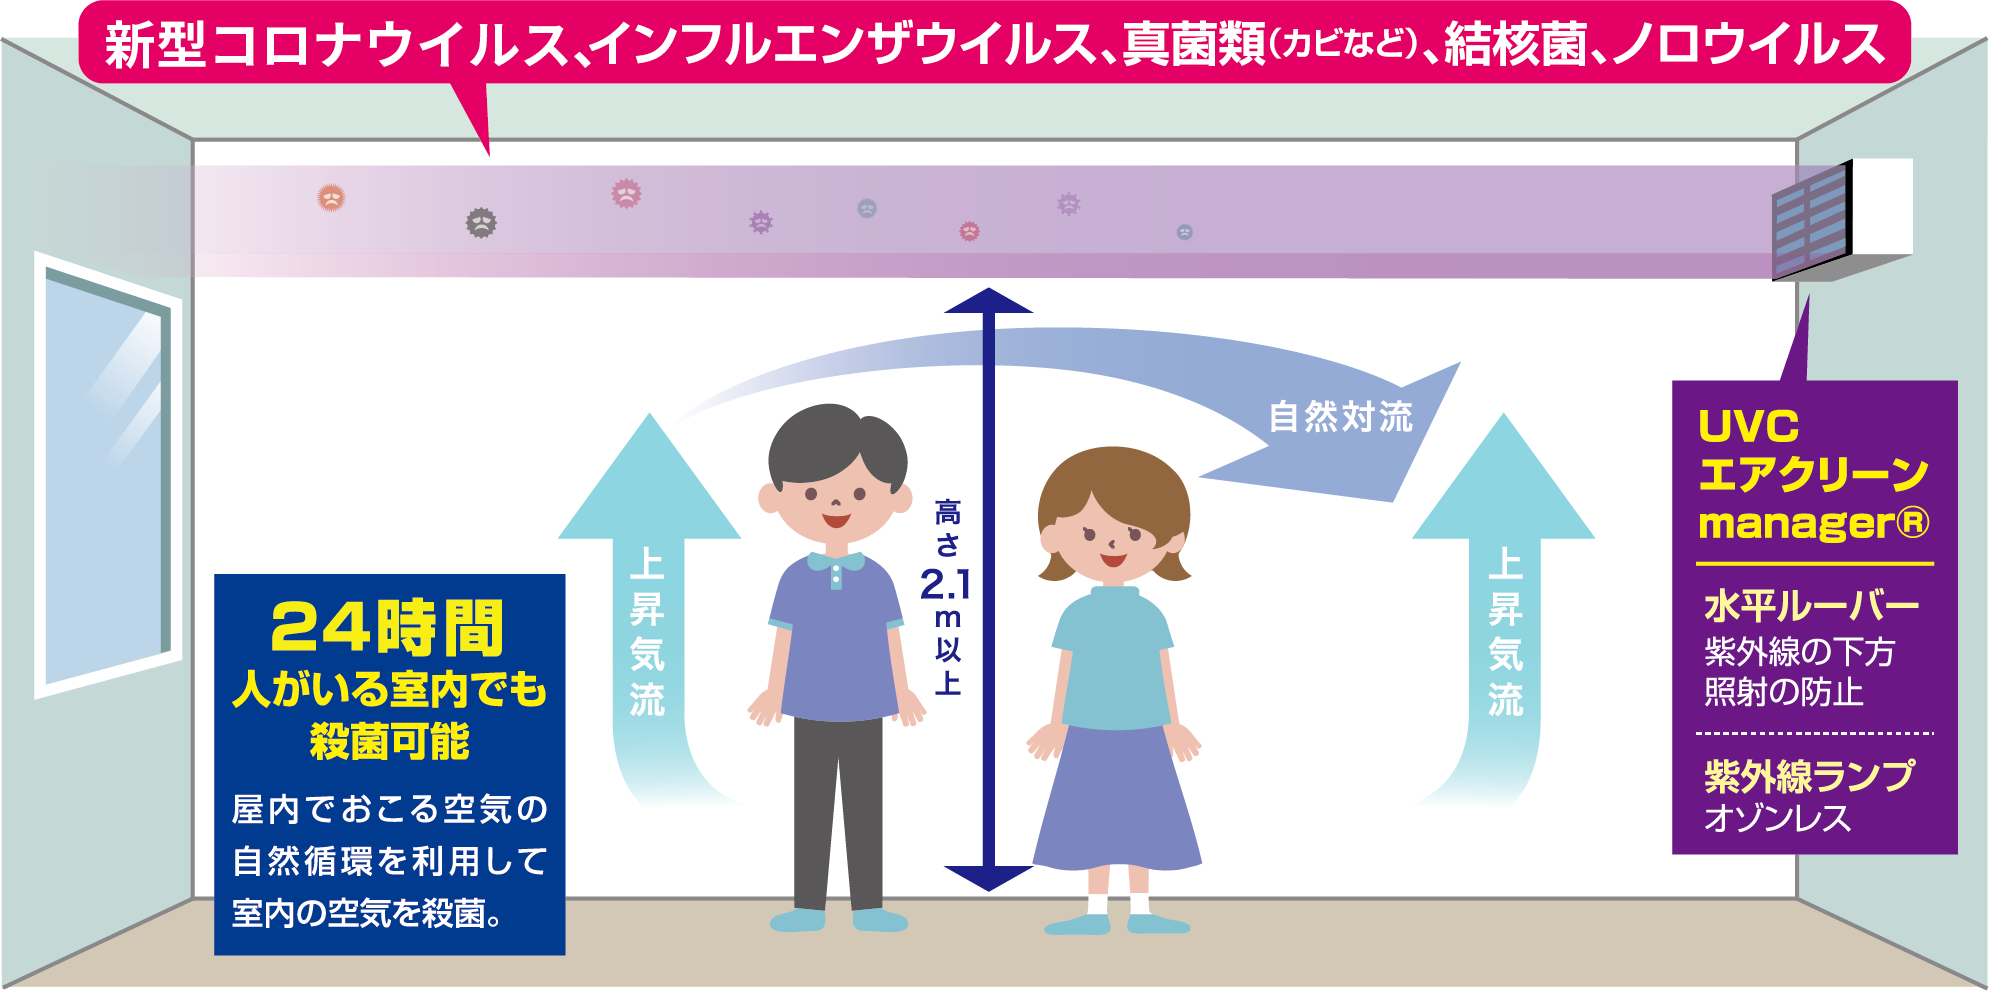 新型コロナウイルス、インフルエンザウイルス、真菌類(カビなど)、結核菌、ノロウイルス
自然対流
上昇気流
高さ2.1m以上
上昇気流
24時間
人がいる室内でも
殺菌可能
屋内でおこる空気の
自然循環を利用して
室内の空気を殺菌。
UVC
エアクリーン
manager®
水平ルーバー
紫外線の下方
照射の防止
紫外線ランプ
オゾンレス